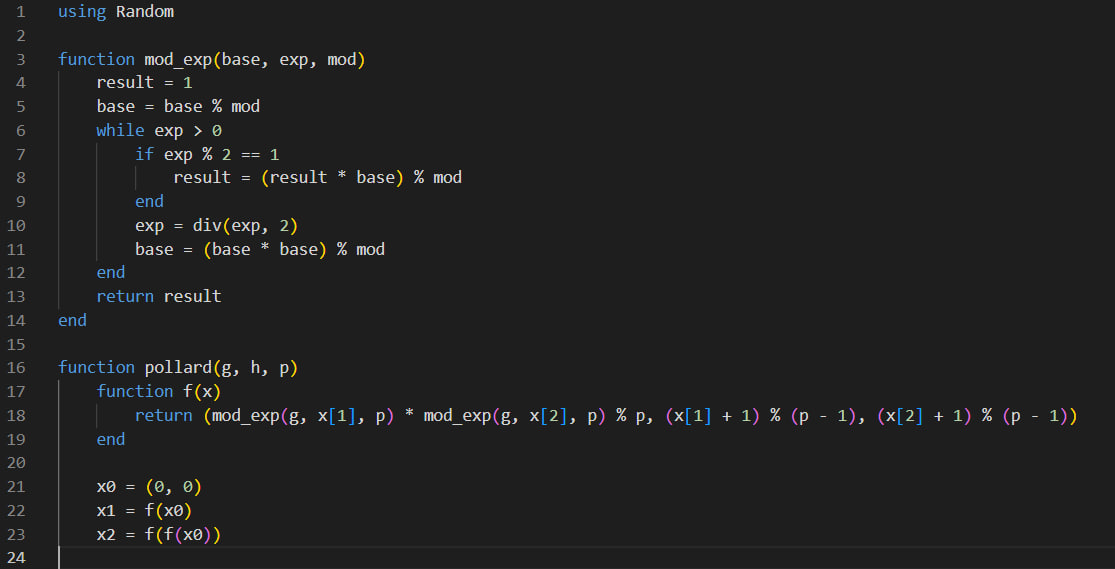 1 using Random
2
3 function mod_exp(base, exp, mod)
4     result = 1
5     base = base % mod
6     while exp > 0
7         if exp % 2 == 1
8             result = (result * base) % mod
9         end
10         exp = div(exp, 2)
11         base = (base * base) % mod
12     end
13     return result
14 end
15
16 function pollard(g, h, p)
17     function f(x)
18         return (mod_exp(g, x[1], p) * mod_exp(g, x[2], p) % p, (x[1] + 1) % (p - 1), (x[2] + 1) % (p - 1))
19     end
20
21     x0 = (0, 0)
22     x1 = f(x0)
23     x2 = f(f(x0))
24